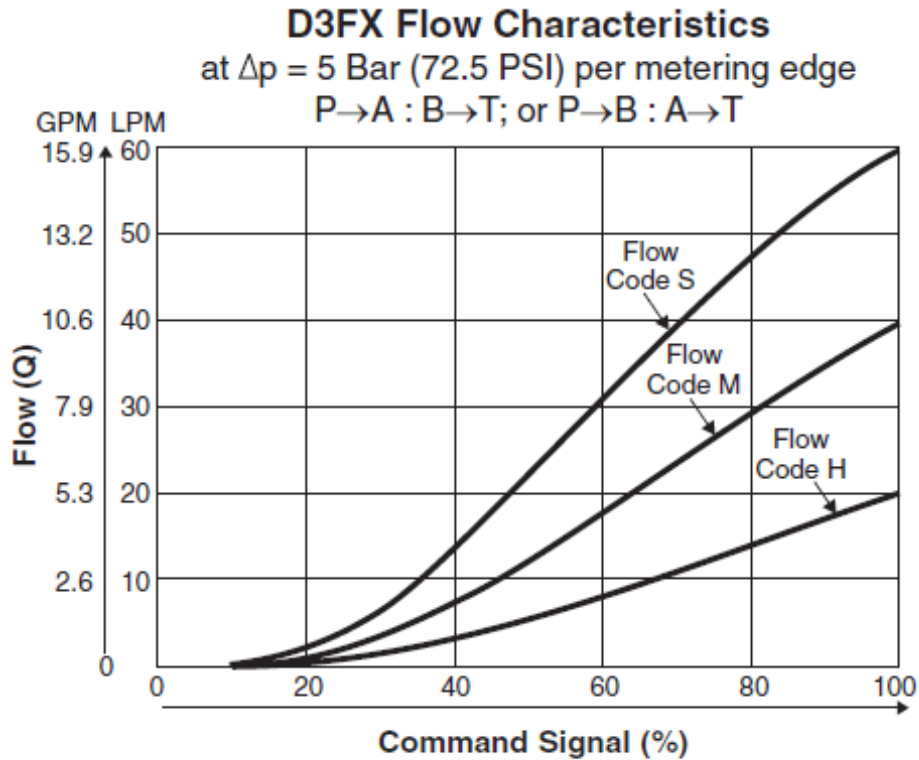 D3FX Flow Characteristics
at Δp = 5 Bar (72.5 PSI) per metering edge
P→A : B→T; or P→B : A→T
GPM LPM
15.9 60
13.2 50
10.6 40
7.9 30
5.3 20
2.6 10
0
Flow (Q)
Flow
Code S
Flow
Code M
Flow
Code H
0 20 40 60 80 100
Command Signal (%)